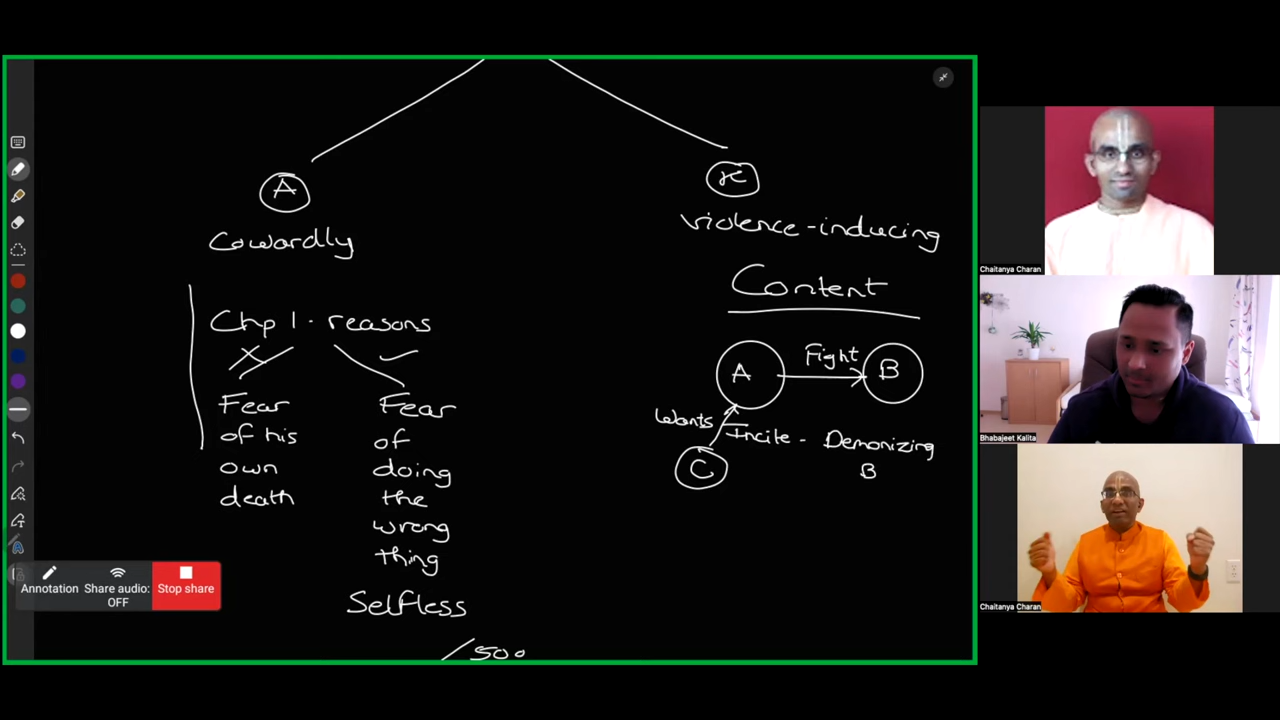 A
Cowardly
Chp 1 - reasons
Fear
of his
own
death
Fear
of
doing
the
wrong
thing
Selfless
/500
K
violence-inducing
Content
A
Fight
B
Wants
Incite - Demonizing
B
C
Annotation
Share audio:
OFF
Stop share
Chaitanya Charan
Bhabajeet Kalita
Chaitanya Charan